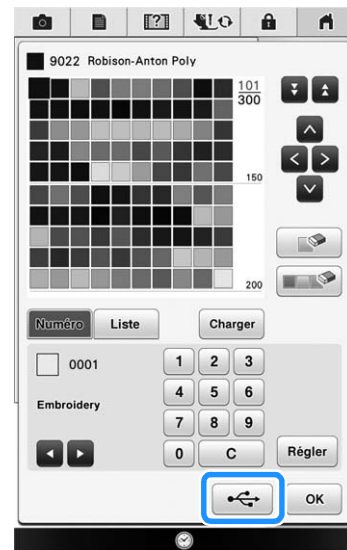 [?]
9022 Robison-Anton Poly
101
300
150
200
Numéro Liste Charger
0001 1 2 3
Embroidery 4 5 6
7 8 9
0 C Régler
OK